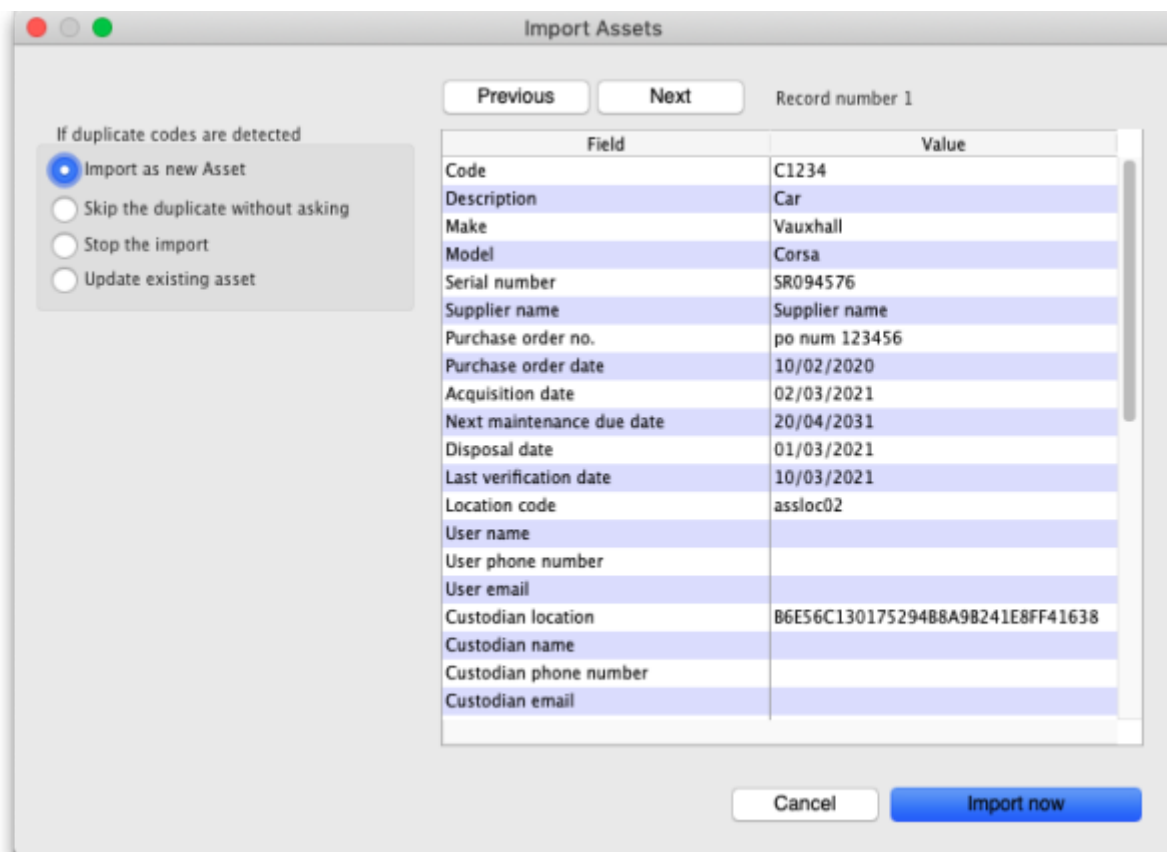 Import Assets
Previous Next Record number 1
If duplicate codes are detected
Import as new Asset
Skip the duplicate without asking
Stop the import
Update existing asset
Field Value
Code C1234
Description Car
Make Vauxhall
Model Corsa
Serial number SR094576
Supplier name Supplier name
Purchase order no. po num 123456
Purchase order date 10/02/2020
Acquisition date 02/03/2021
Next maintenance due date 20/04/2031
Disposal date 01/03/2021
Last verification date 10/03/2021
Location code assloc02
User name
User phone number
User email
Custodian location B6E56C130175294B8A9B241E8FF41638
Custodian name
Custodian phone number
Custodian email
Cancel Import now